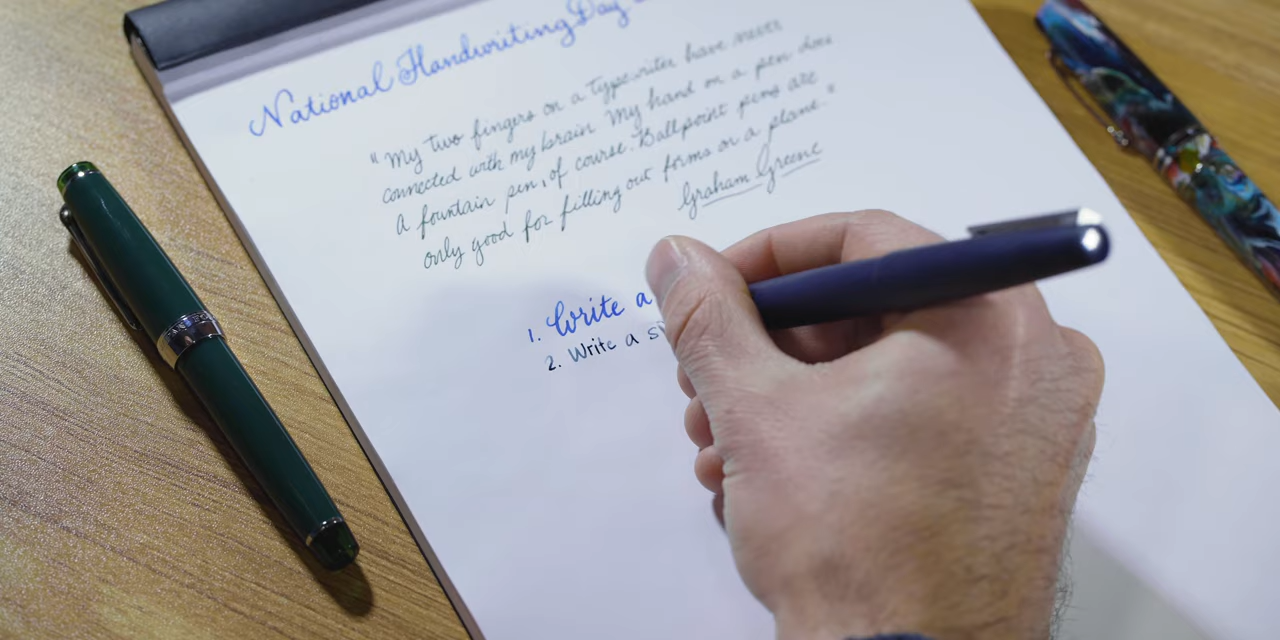 National Handwriting Day
"My two fingers on a typewriter have never
connected with my brain. My hand on a pen does
A fountain pen, of course. Ballpoint pens are
only good for filling out forms on a plane."
Graham Greene
1. Write a
2. Write a